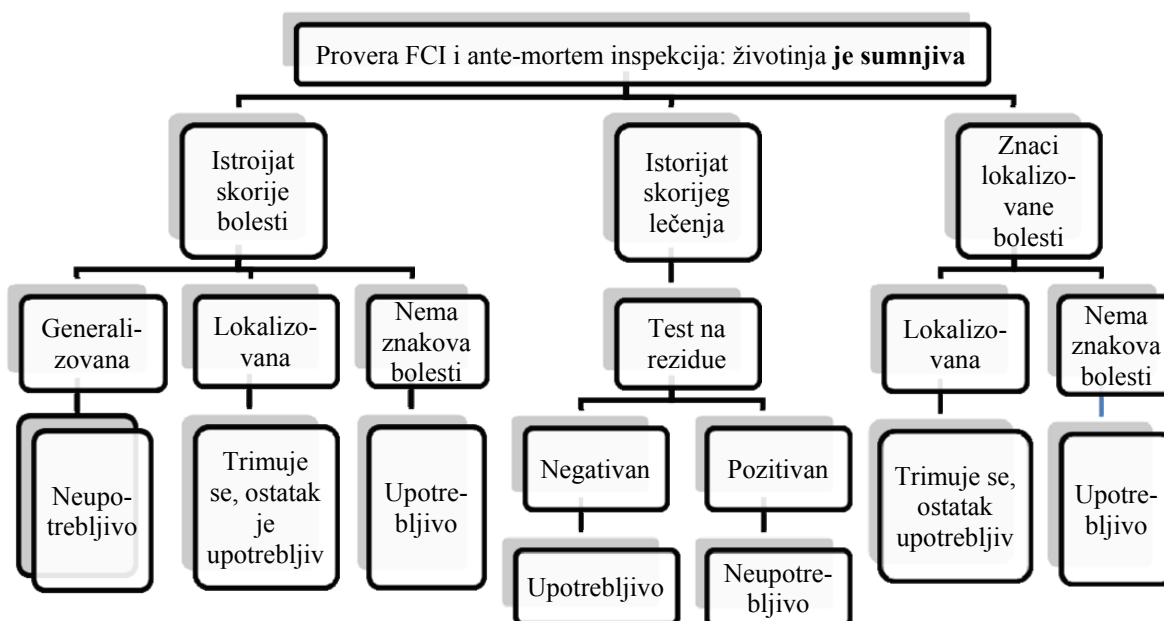 Provera FCI i ante-mortem inspekcija: životinja je sumnjiva
Istroijat
skorije
bolesti
Istorijat
skorijeg
lečenja
Znaci
lokalizo-
vane
bolesti
Generali-
zovana
Lokalizo-
vana
Nema
znakova
bolesti
Test na
rezidue
Lokalizo-
vana
Nema
znakova
bolesti
Neupo-
trebljivo
Trimuje
se, ostatak
je
upotrebljiv
Upotre-
bljivo
Negativan
Pozitivan
Trimuje se,
ostatak
upotrebljiv
Upotre-
bljivo
Upotrebljivo
Neupotre-
bljivo